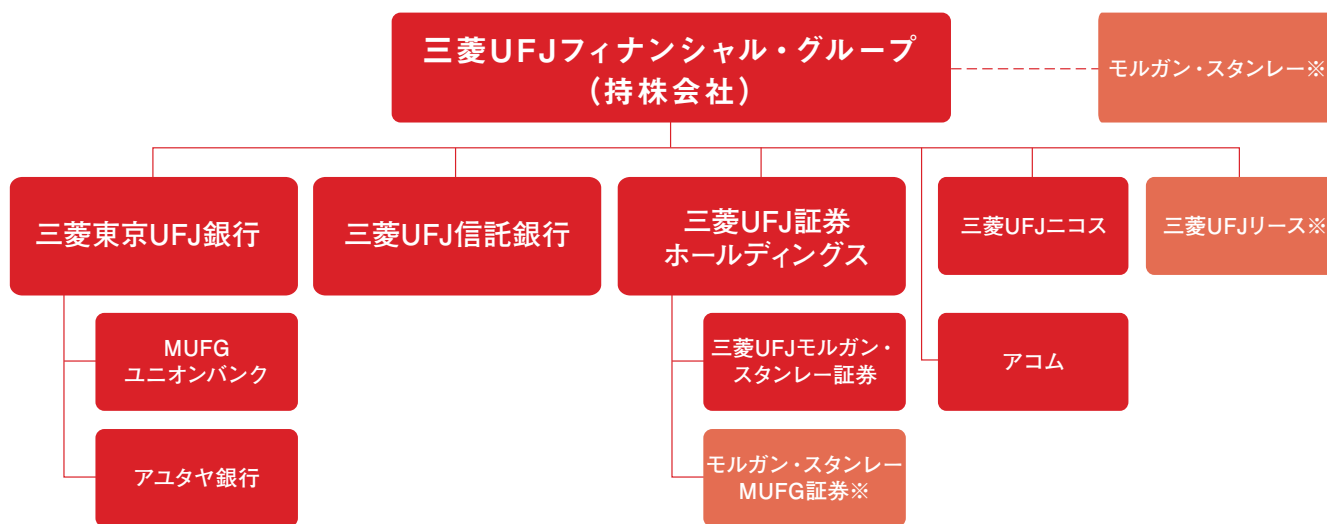 三菱UFJフィナンシャル・グループ
（持株会社）
モルガン・スタンレー※
三菱東京UFJ銀行
三菱UFJ信託銀行
三菱UFJ証券
ホールディングス
三菱UFJニコス
三菱UFJリース※
MUFG
ユニオンバンク
三菱UFJモルガン・
スタンレー証券
アコム
アユタヤ銀行
モルガン・スタンレー
MUFG証券※